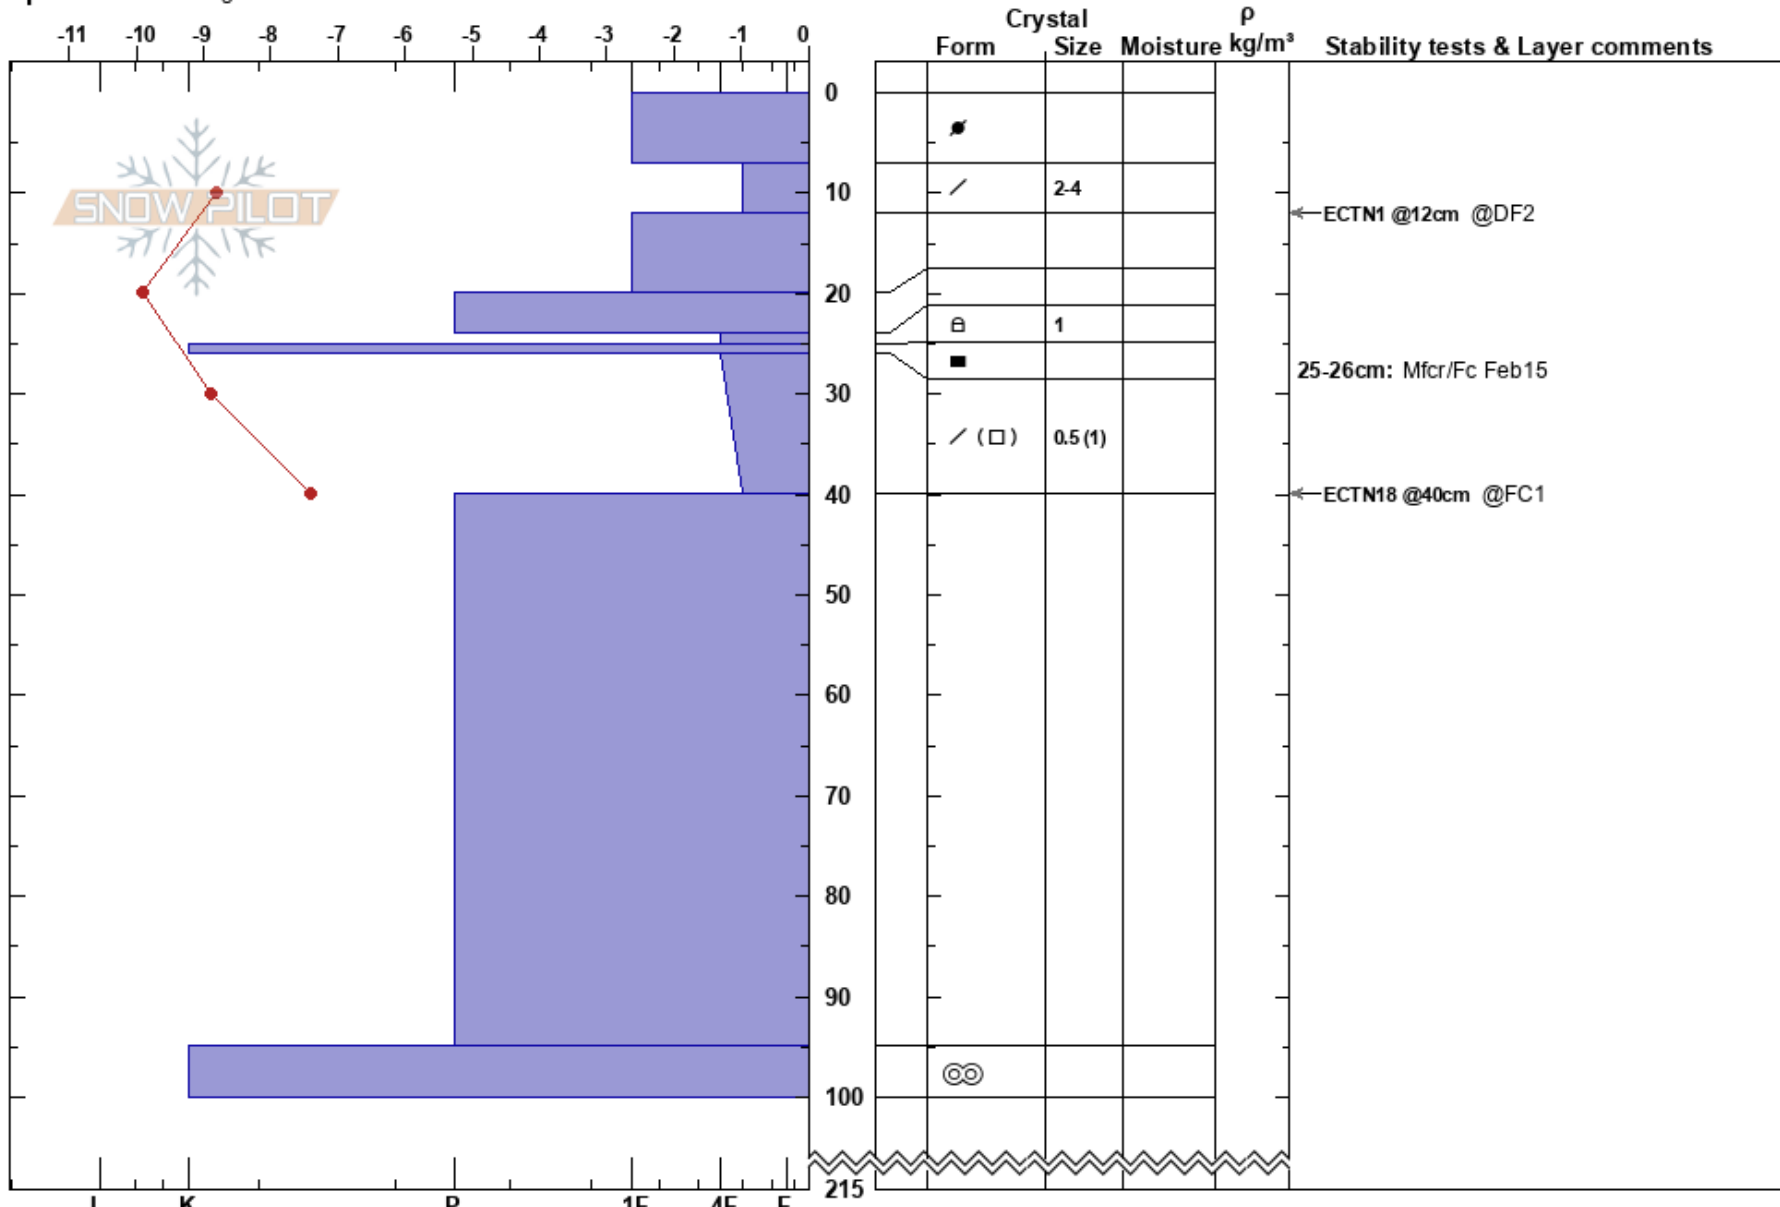 Crystal ρ
-11 -10 -9 -8 -7 -6 -5 -4 -3 -2 -1 0
Form Size Moisture kg/m³ Stability tests & Layer comments
0
10 2-4
SNOW PILOT
ECTN1 @12cm @DF2
20
1
25-26cm: Mfcr/Fc Feb15
30
0.5 (1)
40 ECTN18 @40cm @FC1
50
60
70
80
90
100
215